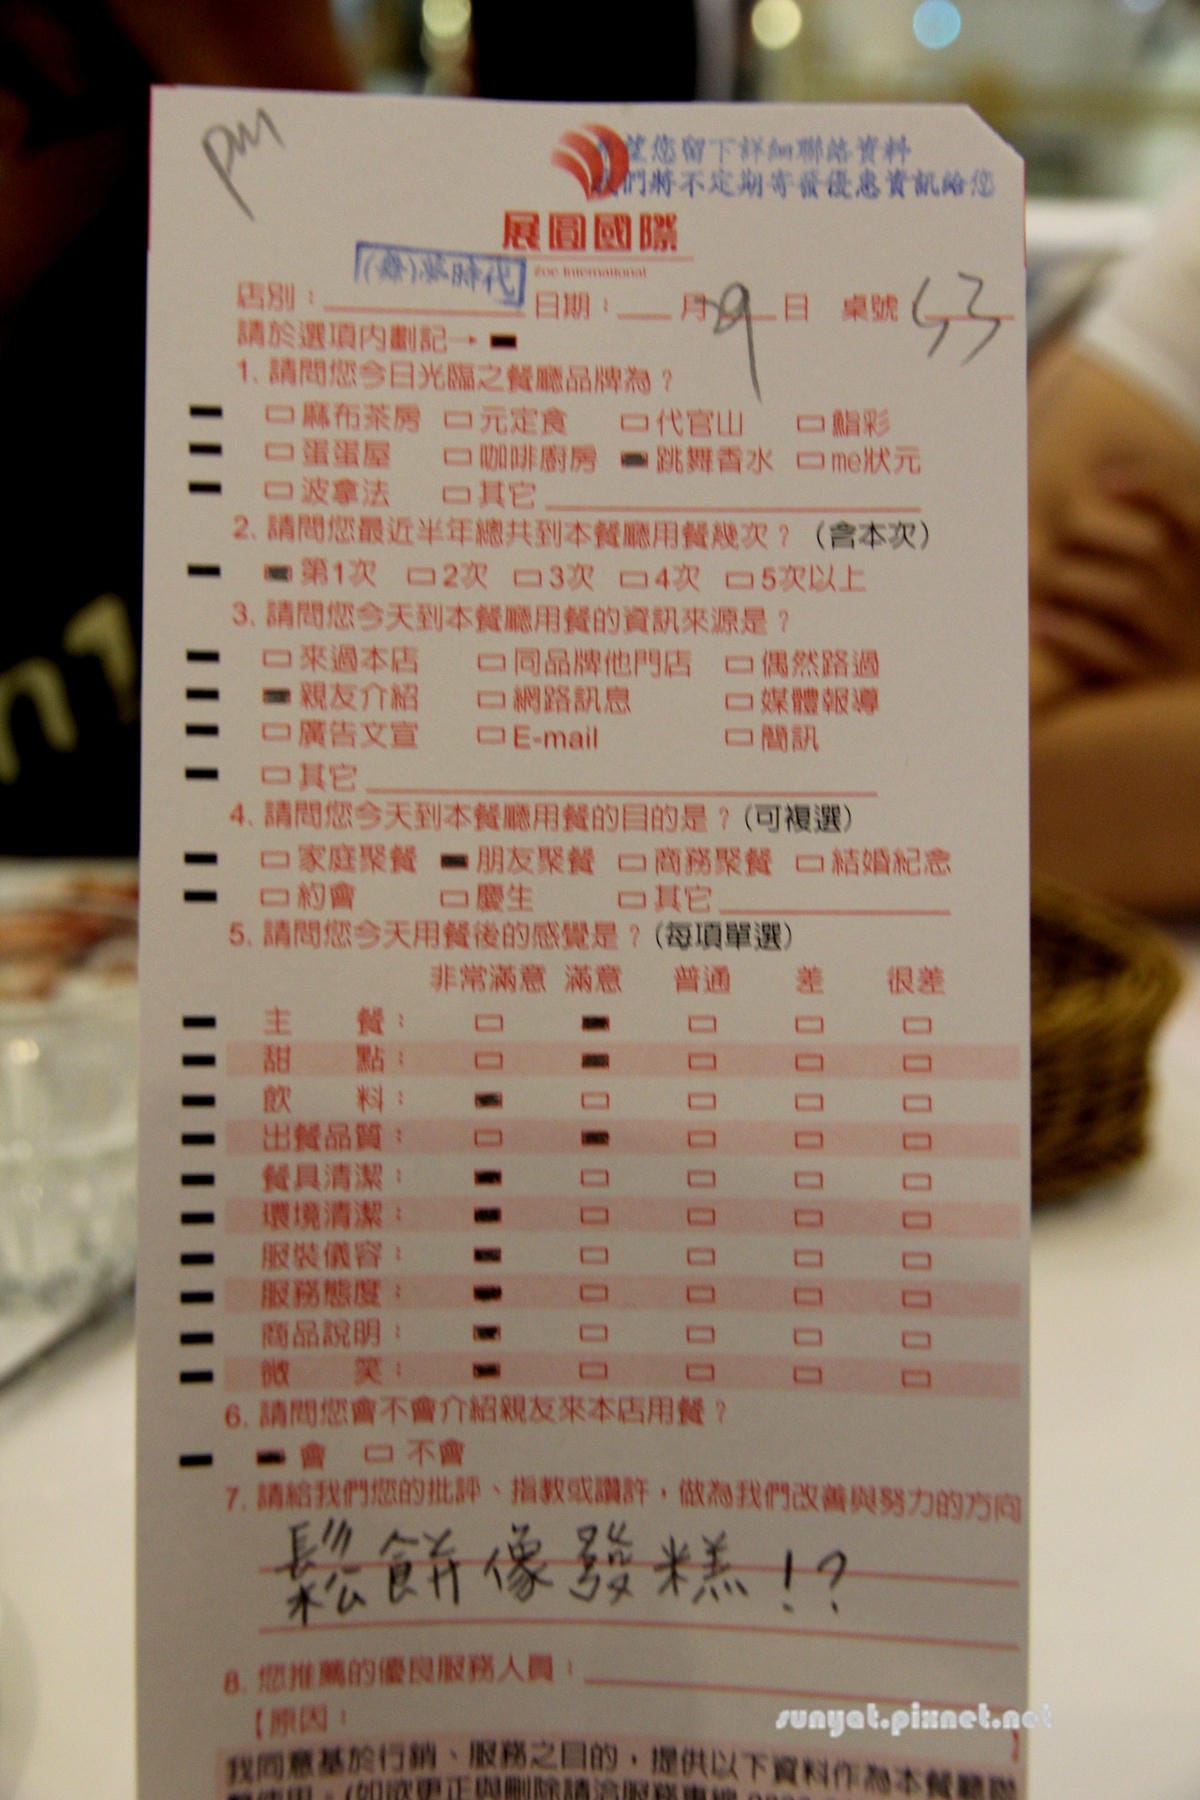 pm
望您留下詳細聯絡資料
我們將不定期寄發優惠資訊給您
展圓國際
Zoe International
(舞)夢時代
店別： 日期： 月29日 桌號 53
請於選項內劃記→
1. 請問您今日光臨之餐廳品牌為？
麻布茶房 元定食 代官山 鮨彩
蛋蛋屋 咖啡廚房 跳舞香水 me狀元
波拿法 其它
2. 請問您最近半年總共到本餐廳用餐幾次？（含本次）
第1次 2次 3次 4次 5次以上
3. 請問您今天到本餐廳用餐的資訊來源是？
來過本店 同品牌他門店 偶然路過
親友介紹 網路訊息 媒體報導
廣告文宣 E-mail 簡訊
其它
4. 請問您今天到本餐廳用餐的目的是？(可複選)
家庭聚餐 朋友聚餐 商務聚餐 結婚紀念
約會 慶生 其它
5. 請問您今天用餐後的感覺是？(每項單選)
非常滿意 滿意 普通 差 很差
主餐：
甜點：
飲料：
出餐品質：
餐具清潔：
環境清潔：
服裝儀容：
服務態度：
商品說明：
微笑：
6. 請問您會不會介紹親友來本店用餐？
會 不會
7. 請給我們您的批評、指教或讚許，做為我們改善與努力的方向
鬆餅像發糕！？
8. 您推薦的優良服務人員：
【原因： 】
sunyat.pixnet.net
我同意基於行銷、服務之目的，提供以下資料作為本餐廳聯